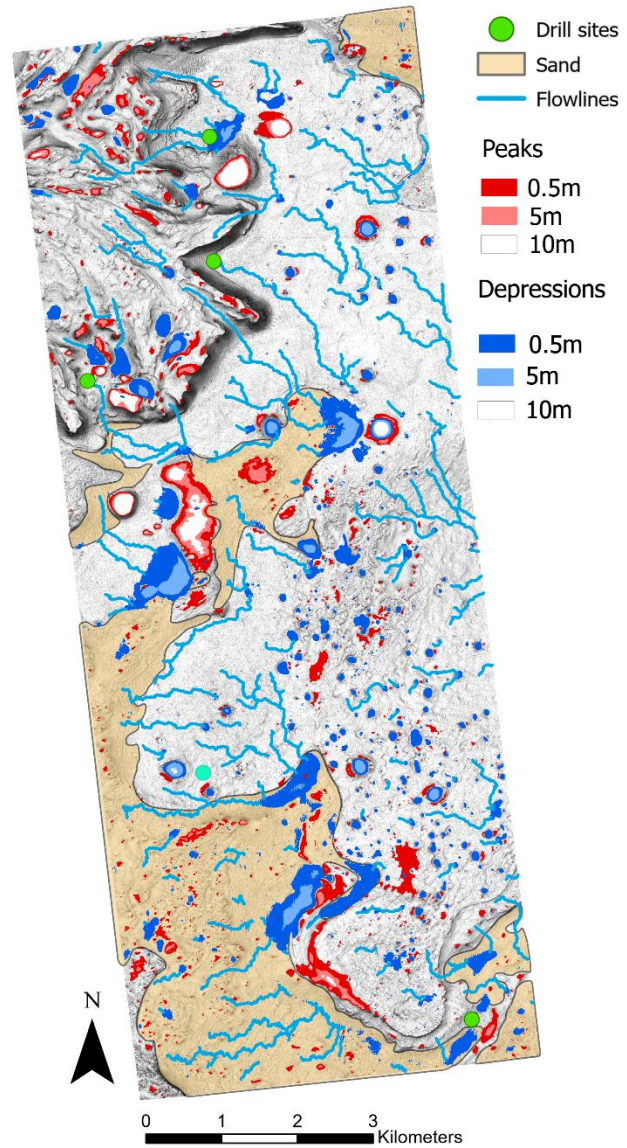 Drill sites
Sand
Flowlines
Peaks
0.5m
5m
10m
Depressions
0.5m
5m
10m
N
0 1 2 3
Kilometers